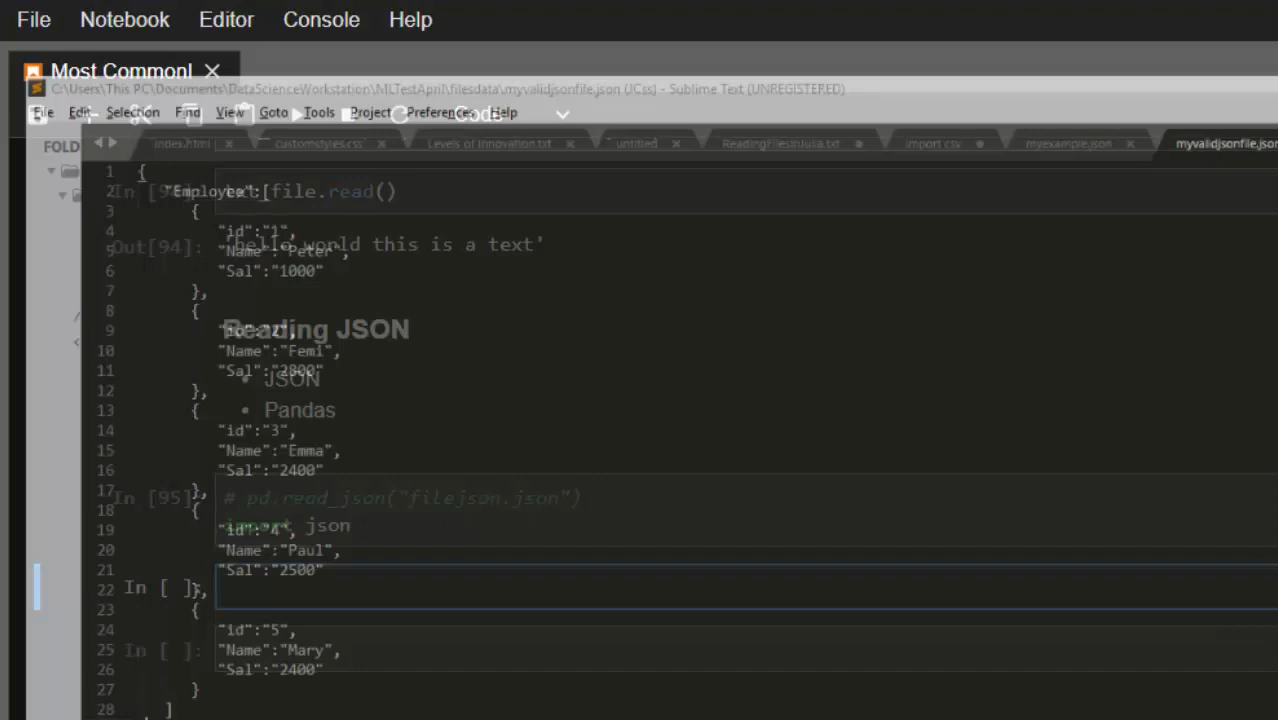 File Notebook Editor Console Help
Most Commonl
C:\Users\This PC\Documents\DataScienceWorkstation\MLTestApril\filesdata\myvalidjsonfile.json (JCss) - Sublime Text (UNREGISTERED)
File Edit Selection Find View Goto Tools Project Preferences Help
Code
index.html customstyles.css Levels of Innovation.txt untitled ReadingFilesInJulia.txt import csv myexample.json myvalidjsonfile.json
FOLD
1 {
2 "Employee":[
file.read()
3 {
4 "id":"1",
Out[94]: 'hello world this is a text'
5 "Name":"Peter",
6 "Sal":"1000"
7 },
8 {
Reading JSON
9 "id":"2",
10 "Name":"Femi",
11 "Sal":"2800"
• JSON
12 },
13 {
• Pandas
14 "id":"3",
15 "Name":"Emma",
16 "Sal":"2400"
17 },
In [95]: # pd.read_json("filejson.json")
18 {
import json
19 "id":"4",
20 "Name":"Paul",
21 "Sal":"2500"
In [ ]:
22 },
23 {
24 "id":"5",
25 "Name":"Mary",
In [ ]:
26 "Sal":"2400"
27 }
28 ]